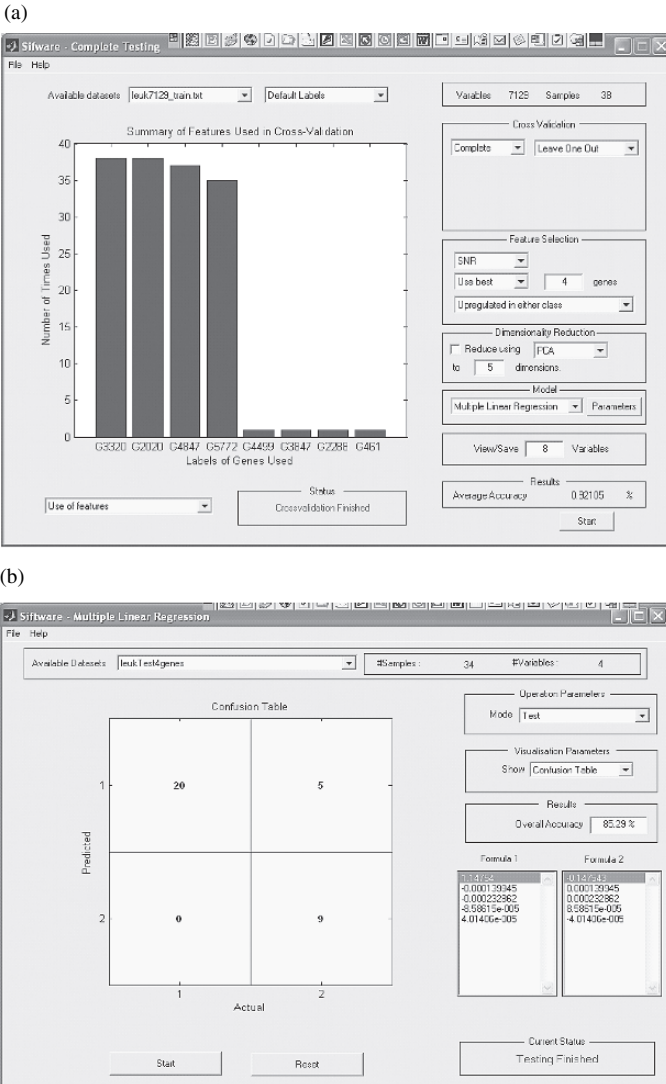 (a)
Sifware - Complete Testing
File Help
Available datasets leuk7129_train.txt Default Labels
Variables 7129 Samples 38
Summary of Features Used in Cross-Validation
40
35
30
25
20
15
10
5
0
Number of Times Used
G3320 G2020 G4847 G5772 G4499 G3847 G2288 G461
Labels of Genes Used
Cross Validation
Complete Leave One Out
Feature Selection
SNR
Use best 4 genes
Upregulated in either class
Dimensionality Reduction
Reduce using PCA
to 5 dimensions.
Model
Multiple Linear Regression Parameters
View/Save 8 Variables
Results
Average Accuracy 0.92105 %
Start
Use of features
Status
Crossvalidation Finished
(b)
Siftware - Multiple Linear Regression
File Help
Available Datasets leukTest4genes
#Samples : 34 #Variables : 4
Confusion Table
1 20 5
Predicted
2 0 9
1 2
Actual
Start Reset
Operation Parameters
Mode Test
Visualisation Parameters
Show Confusion Table
Results
Overall Accuracy 85.29 %
Formula 1 Formula 2
1.14754 -0.147543
-0.000139945 0.000139945
-0.000232862 0.000232862
-8.58615e-005 8.58615e-005
4.01406e-005 -4.01406e-005
Current Status
Testing Finished